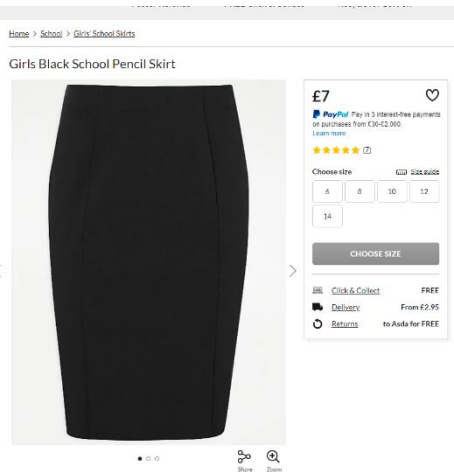 Home > School > Girls' School Skirts
Girls Black School Pencil Skirt
£7
PayPal Pay in 3 interest-free payments
on purchases from £30-£2,000.
Learn more
Choose size
Size guide
6
8
10
12
14
CHOOSE SIZE
Click & Collect FREE
Delivery From £2.95
Returns to Asda for FREE
Share
Zoom